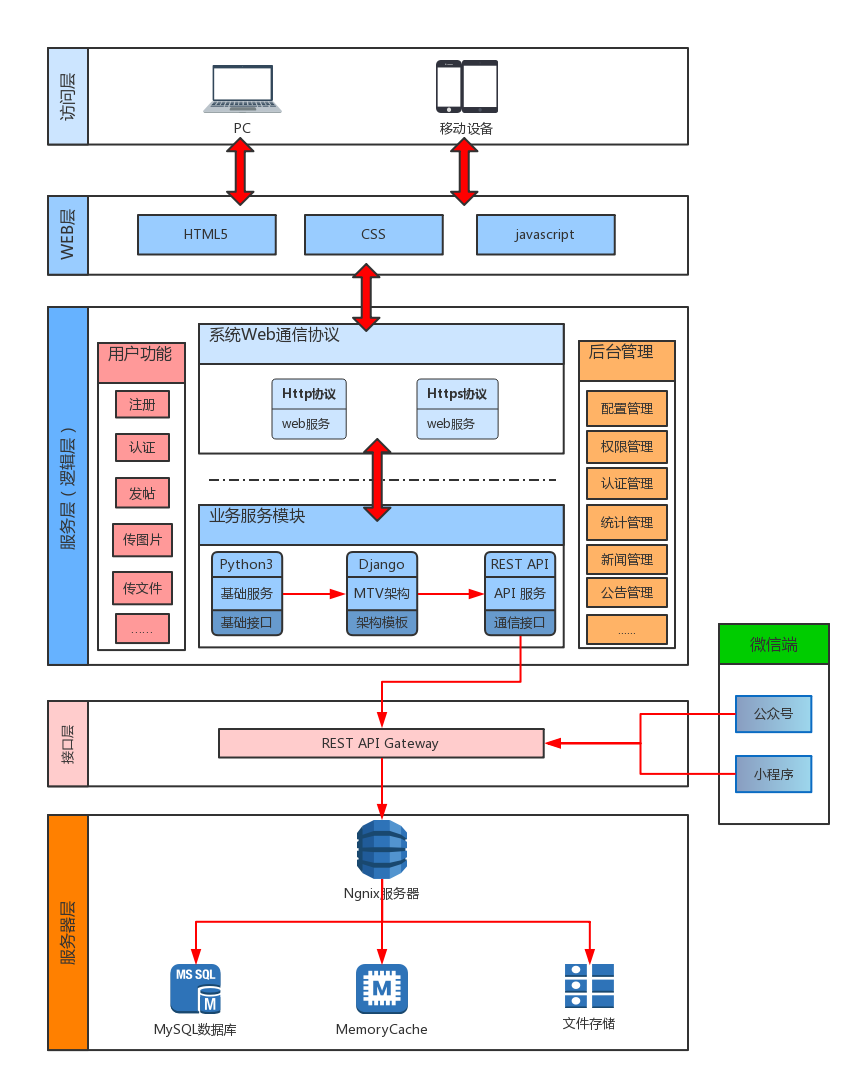 访问层
PC
移动设备
WEB层
HTML5
CSS
javascript
服务层（逻辑层）
用户功能
注册
认证
发帖
传图片
传文件
......
系统Web通信协议
Http协议
web服务
Https协议
web服务
业务服务模块
Python3
基础服务
基础接口
Django
MTV架构
架构模板
REST API
API 服务
通信接口
后台管理
配置管理
权限管理
认证管理
统计管理
新闻管理
公告管理
......
微信端
公众号
小程序
接口层
REST API Gateway
服务器层
Ngnix服务器
MS SQL
M
MySQL数据库
M
MemoryCache
文件存储